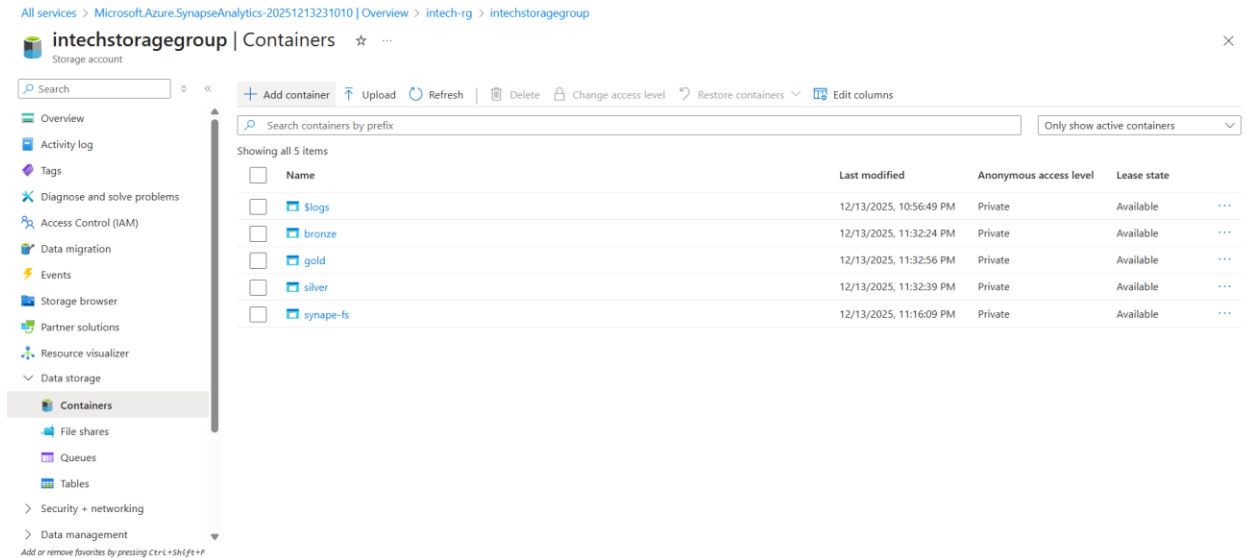 All services > Microsoft.Azure.SynapseAnalytics-20251213231010 | Overview > intech-rg > intechstoragegroup
intechstoragegroup | Containers
Storage account
Search
Overview
Activity log
Tags
Diagnose and solve problems
Access Control (IAM)
Data migration
Events
Storage browser
Partner solutions
Resource visualizer
Data storage
Containers
File shares
Queues
Tables
Security + networking
Data management
Add or remove favorites by pressing Ctrl+Shift+F
Add container Upload Refresh Delete Change access level Restore containers Edit columns
Search containers by prefix Only show active containers
Showing all 5 items
Name Last modified Anonymous access level Lease state
$logs 12/13/2025, 10:56:49 PM Private Available
bronze 12/13/2025, 11:32:24 PM Private Available
gold 12/13/2025, 11:32:56 PM Private Available
silver 12/13/2025, 11:32:39 PM Private Available
synape-fs 12/13/2025, 11:16:09 PM Private Available